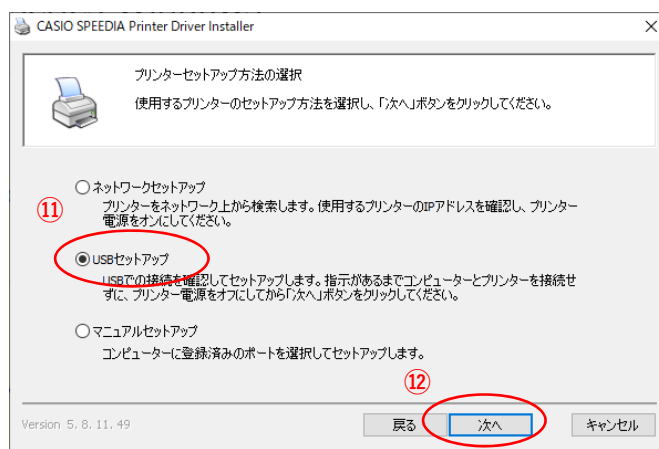 CASIO SPEEDIA Printer Driver Installer
プリンターセットアップ方法の選択
使用するプリンターのセットアップ方法を選択し、「次へ」ボタンをクリックしてください。
ネットワークセットアップ
⑪
プリンターをネットワーク上から検索します。使用するプリンターのIPアドレスを確認し、プリンター
電源をオンにしてください。
USBセットアップ
USBでの接続を確認してセットアップします。指示があるまでコンピューターとプリンターを接続せ
ずに、プリンター電源をオフにしてから「次へ」ボタンをクリックしてください。
マニュアルセットアップ
コンピューターに登録済みのポートを選択してセットアップします。
⑫
Version 5. 8. 11. 49
戻る
次へ
キャンセル